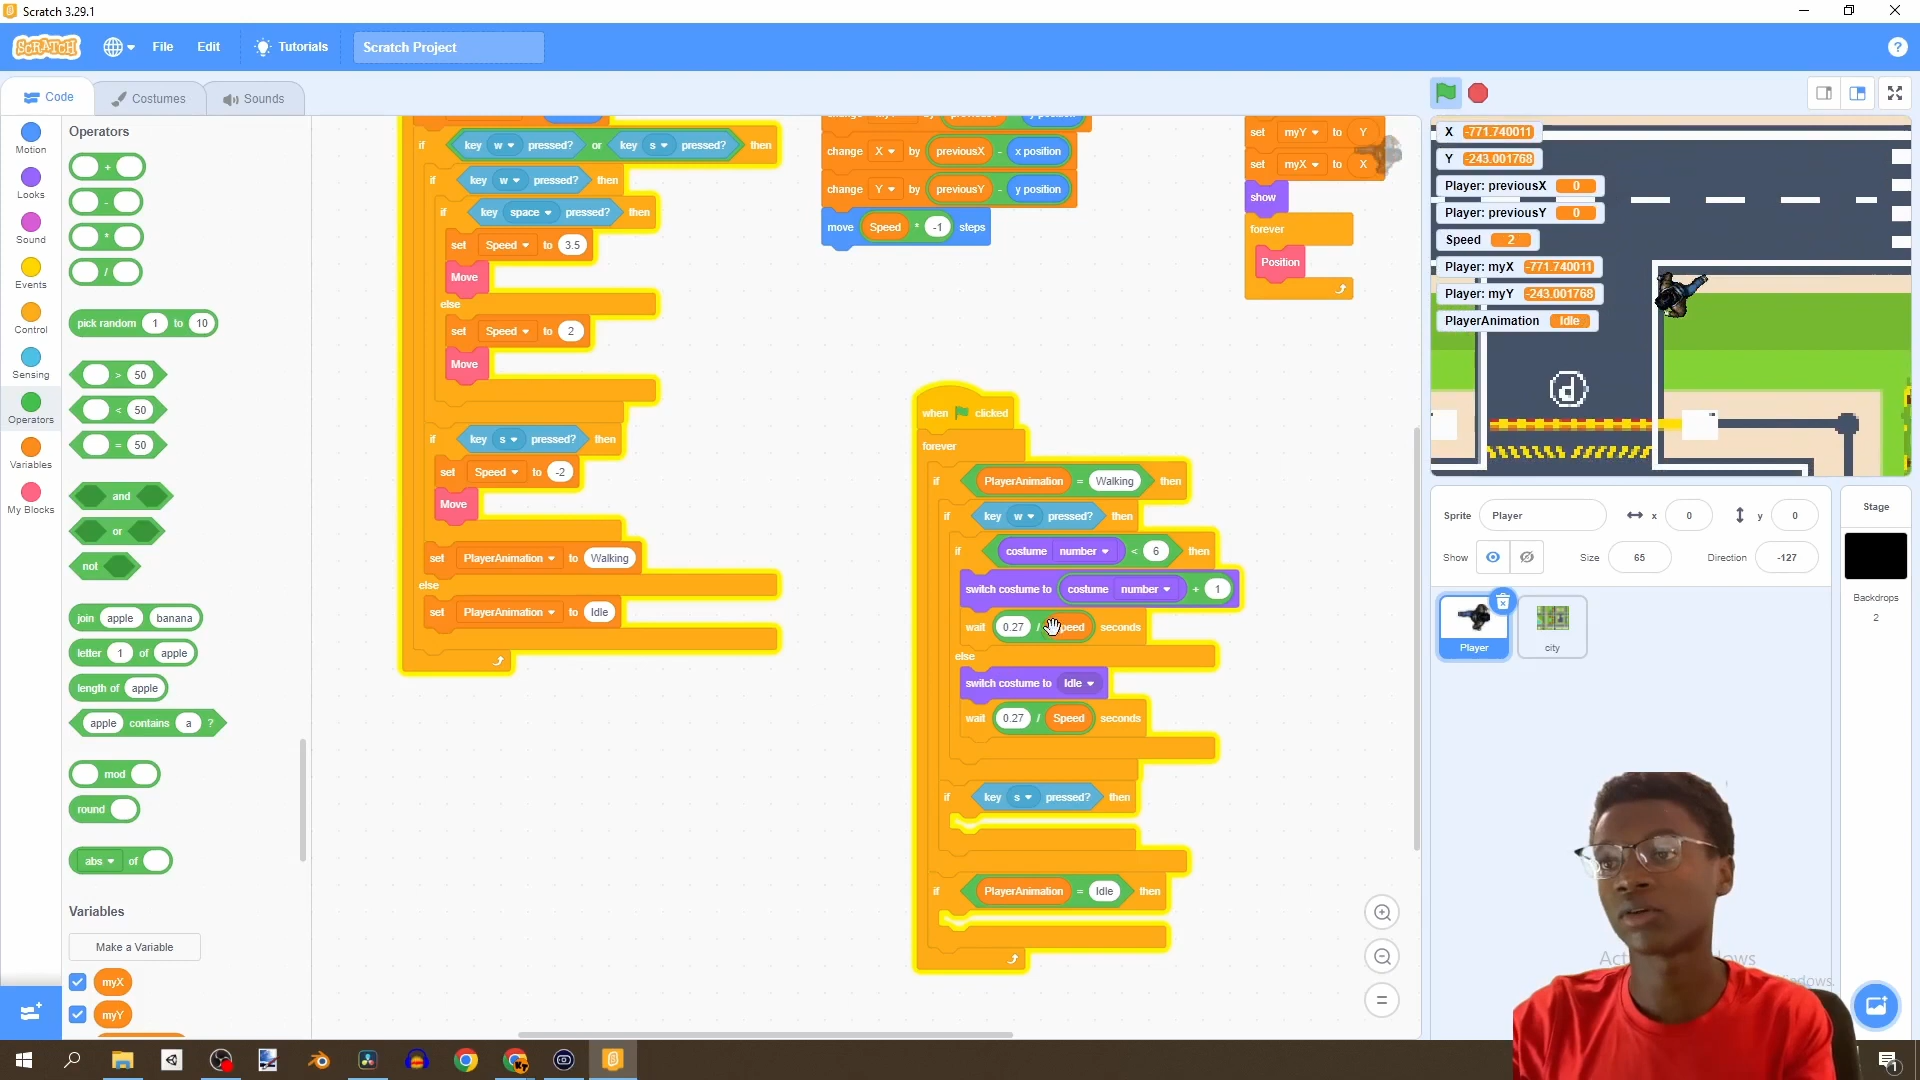 Scratch 3.29.1
SCRATCH File Edit Tutorials Scratch Project ?
Code Costumes Sounds
Motion
Looks
Sound
Events
Control
Sensing
Operators
Variables
My Blocks
Operators
+
-
*
/
pick random 1 to 10
> 50
< 50
= 50
and
or
not
join apple banana
letter 1 of apple
length of apple
apple contains a ?
mod
round
abs of
Variables
Make a Variable
myX
myY
if key w pressed? or key s pressed? then
if key w pressed? then
if key space pressed? then
set Speed to 3.5
Move
else
set Speed to 2
Move
if key s pressed? then
set Speed to -2
Move
set PlayerAnimation to Walking
else
set PlayerAnimation to Idle
change X by previousX - x position
change Y by previousY - y position
move Speed * -1 steps
set myY to Y
set myX to X
show
forever
Position
when clicked
forever
if PlayerAnimation = Walking then
if key w pressed? then
if costume number < 6 then
switch costume to costume number + 1
wait 0.27 / Speed seconds
else
switch costume to Idle
wait 0.27 / Speed seconds
if key s pressed? then
if PlayerAnimation = Idle then
X -771.740011
Y -243.001768
Player: previousX 0
Player: previousY 0
Speed 2
Player: myX -771.740011
Player: myY -243.001768
PlayerAnimation Idle
Sprite Player x 0 y 0
Show Size 65 Direction -127
Player
city
Stage
Backdrops
2